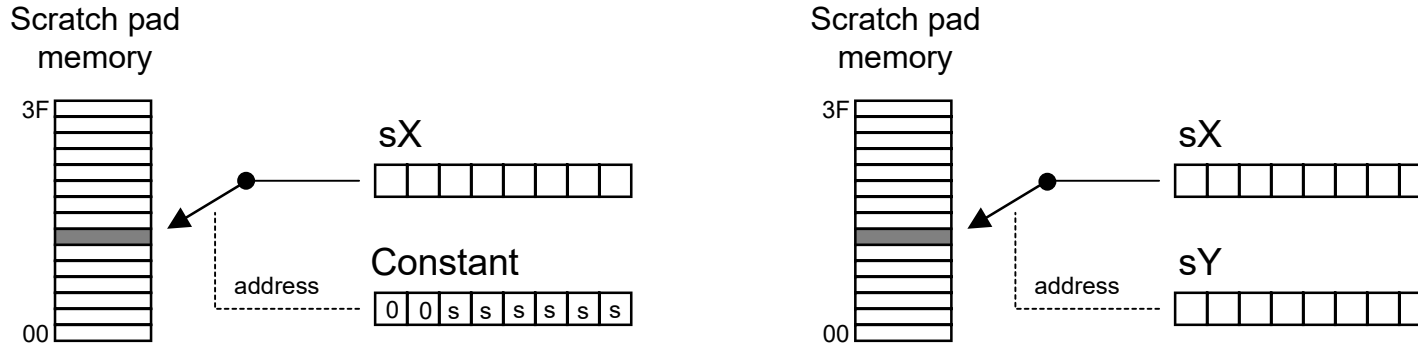 Scratch pad
memory
3F
00
sX
Constant
address
0 0 s s s s s s
Scratch pad
memory
3F
00
sX
sY
address